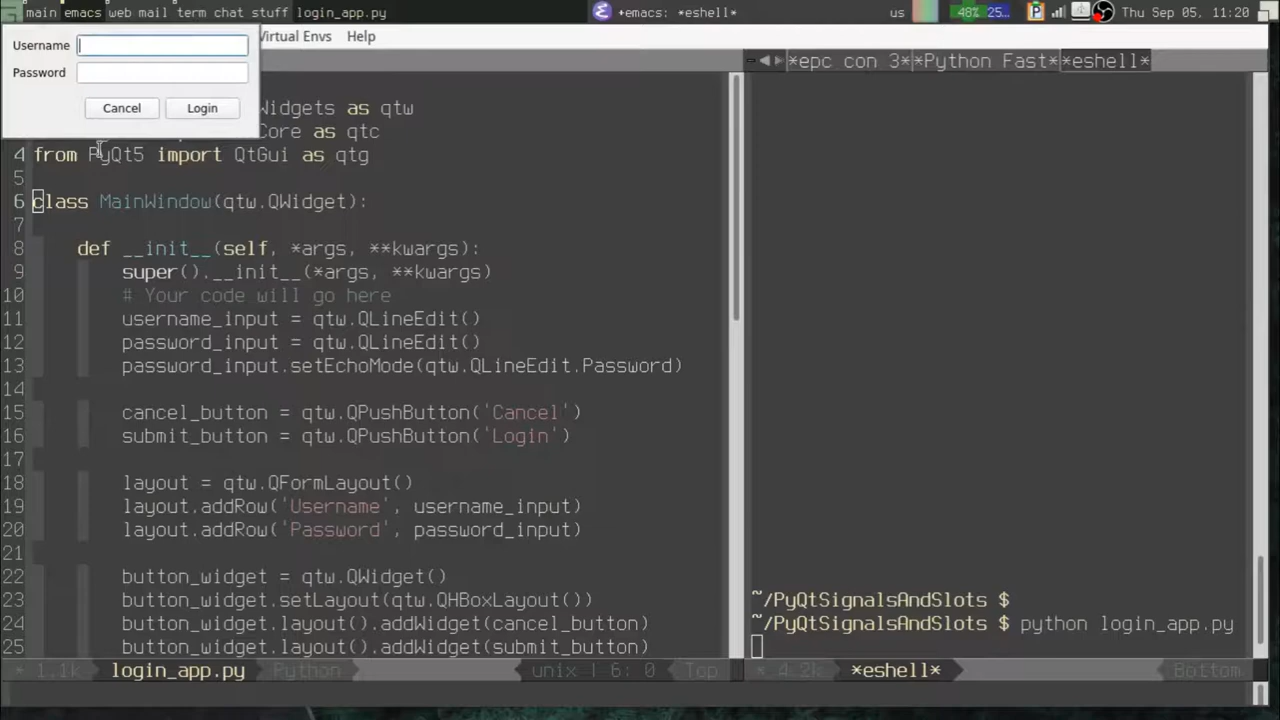 main emacs web mail term chat stuff login_app.py +emacs: *eshell* us 48% 25... Thu Sep 05, 11:20
Username
Password
Cancel Login
Virtual Envs Help
*epc con 3* *Python Fast* *eshell*
Widgets as qtw
Core as qtc
4 from PyQt5 import QtGui as qtg
5
6 class MainWindow(qtw.QWidget):
7
8 def __init__(self, *args, **kwargs):
9 super().__init__(*args, **kwargs)
10 # Your code will go here
11 username_input = qtw.QLineEdit()
12 password_input = qtw.QLineEdit()
13 password_input.setEchoMode(qtw.QLineEdit.Password)
14
15 cancel_button = qtw.QPushButton('Cancel')
16 submit_button = qtw.QPushButton('Login')
17
18 layout = qtw.QFormLayout()
19 layout.addRow('Username', username_input)
20 layout.addRow('Password', password_input)
21
22 button_widget = qtw.QWidget()
23 button_widget.setLayout(qtw.QHBoxLayout())
24 button_widget.layout().addWidget(cancel_button)
25 button_widget.layout().addWidget(submit_button)
~/PyQtSignalsAndSlots $
~/PyQtSignalsAndSlots $ python login_app.py
* 1.1k login_app.py Python unix | 6: 0 Top
* 4.2k *eshell* Bottom